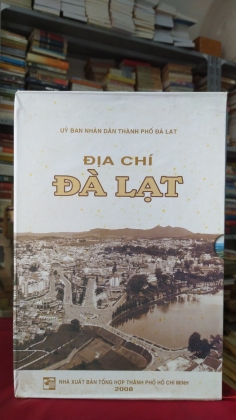 UỶ BAN NHÂN DÂN THÀNH PHỐ ĐÀ LẠT
ĐỊA CHÍ
ĐÀ LẠT
NHÀ XUẤT BẢN TỔNG HỢP THÀNH PHỐ HỒ CHÍ MINH
2008